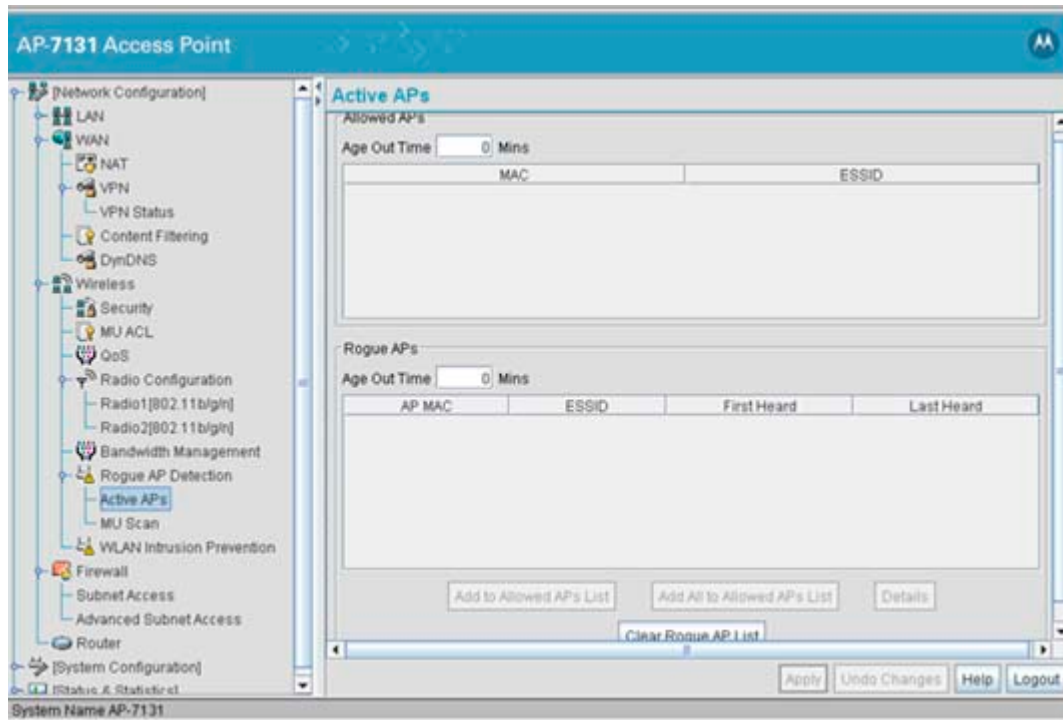 AP-7131 Access Point
[Network Configuration]
LAN
WAN
NAT
VPN
VPN Status
Content Filtering
DynDNS
Wireless
Security
MU ACL
QoS
Radio Configuration
Radio1[802.11b/g/n]
Radio2[802.11b/g/n]
Bandwidth Management
Rogue AP Detection
Active APs
MU Scan
WLAN Intrusion Prevention
Firewall
Subnet Access
Advanced Subnet Access
Router
[System Configuration]
[Status & Statistics]
Active APs
Allowed APs
Age Out Time 0 Mins
MAC ESSID
Rogue APs
Age Out Time 0 Mins
AP MAC ESSID First Heard Last Heard
Add to Allowed APs List Add All to Allowed APs List Details
Clear Rogue AP List
Apply Undo Changes Help Logout
System Name AP-7131